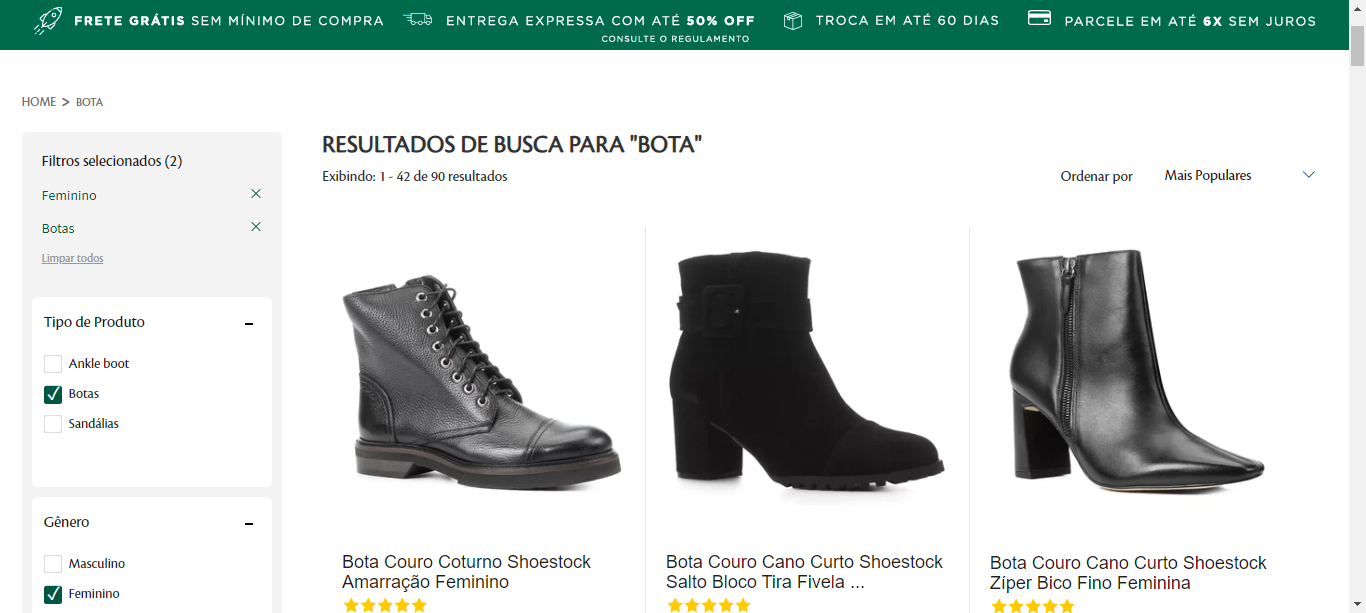 FRETE GRÁTIS SEM MÍNIMO DE COMPRA
ENTREGA EXPRESSA COM ATÉ 50% OFF
CONSULTE O REGULAMENTO
TROCA EM ATÉ 60 DIAS
PARCELE EM ATÉ 6X SEM JUROS
HOME > BOTA
Filtros selecionados (2)
Feminino
Botas
Limpar todos
Tipo de Produto
Ankle boot
Botas
Sandálias
Gênero
Masculino
Feminino
RESULTADOS DE BUSCA PARA "BOTA"
Exibindo: 1 - 42 de 90 resultados
Ordenar por
Mais Populares
Bota Couro Coturno Shoestock
Amarração Feminino
Bota Couro Cano Curto Shoestock
Salto Bloco Tira Fivela ...
Bota Couro Cano Curto Shoestock
Zíper Bico Fino Feminina